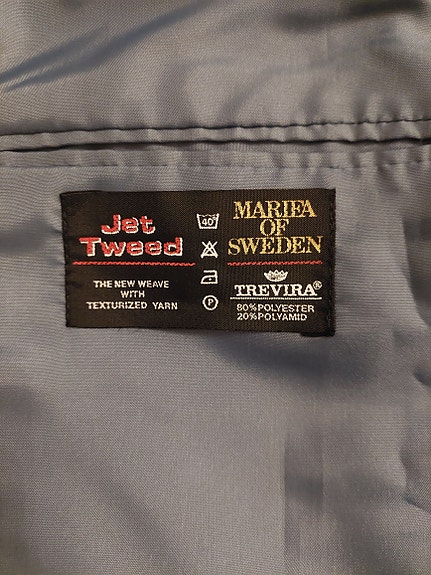 Jet
Tweed
THE NEW WEAVE
WITH
TEXTURIZED YARN
40°
P
MARIEA
OF
SWEDEN
TREVIRA®
80%POLYESTER
20%POLYAMID